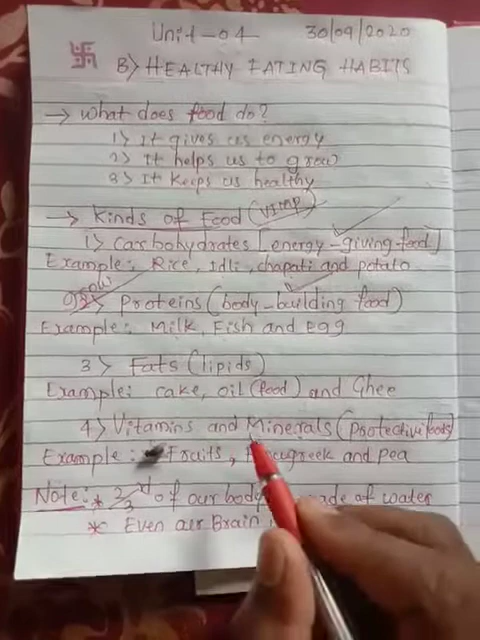 Unit-04 30/09/2020
卐 B) HEALTHY EATING HABITS
→ What does food do?
1) It gives us energy
2) It helps us to grow
3) It keeps us healthy
→ Kinds of Food (VIMP)
1) Carbohydrates [energy-giving food]
Example: Rice, Idli, chapati and potato
2) Proteins (body-building food)
Example: Milk, Fish and Egg
3) Fats (lipids)
Example: cake, oil (food) and Ghee
4) Vitamins and Minerals (Protective foods)
Example: Fruits, and pea
Note: * 2/3rd of our body of water
* Even Brain